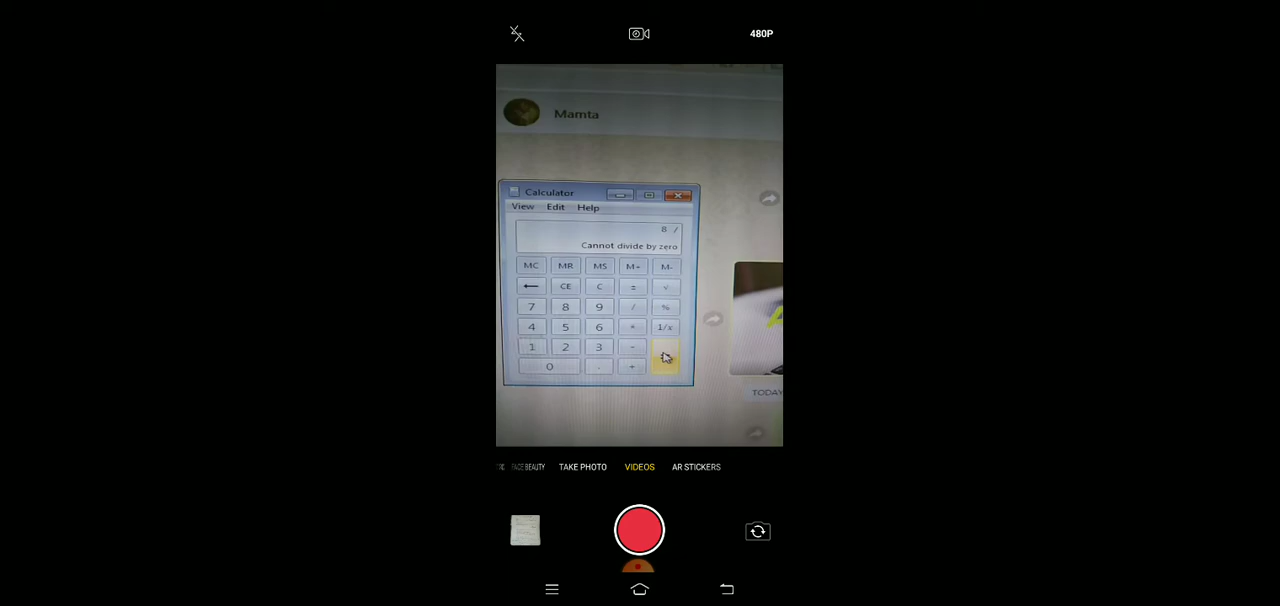 480P
Mamta
Calculator
View Edit Help
8 /
Cannot divide by zero
MC MR MS M+ M-
← CE C ± √
7 8 9 / %
4 5 6 * 1/x
1 2 3 -
0 . +
TODAY
FACE BEAUTY TAKE PHOTO VIDEOS AR STICKERS